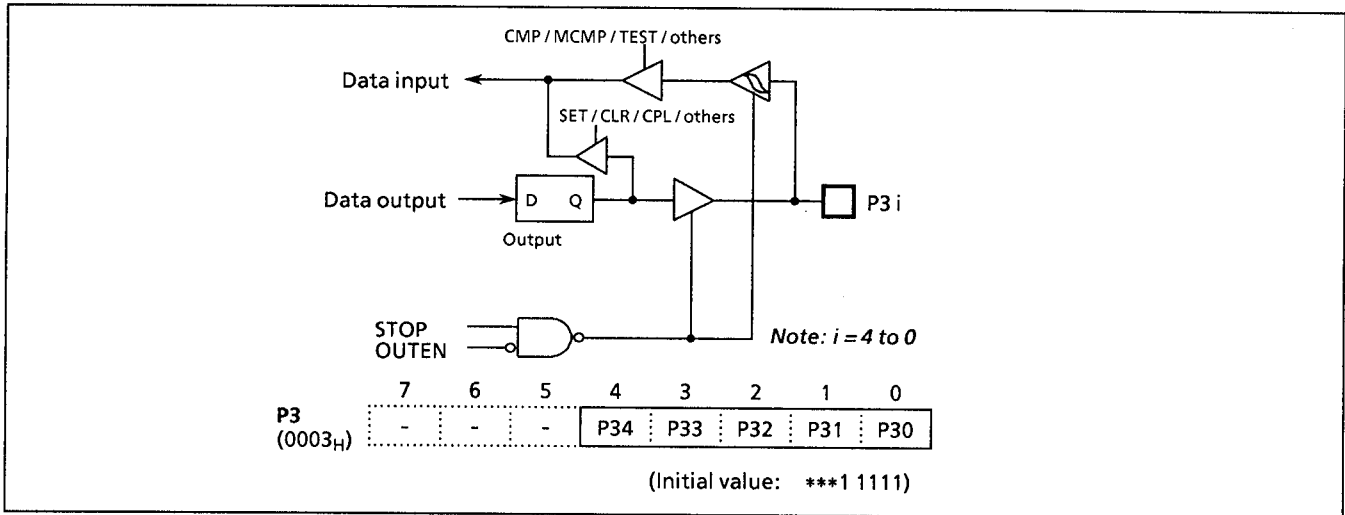 CMP / MCMP / TEST / others
Data input
SET / CLR / CPL / others
Data output
D Q
P3 i
Output
STOP
OUTEN
Note: i = 4 to 0
7 6 5 4 3 2 1 0
P3
(0003H)
- - - P34 P33 P32 P31 P30
(Initial value: ***1 1111)